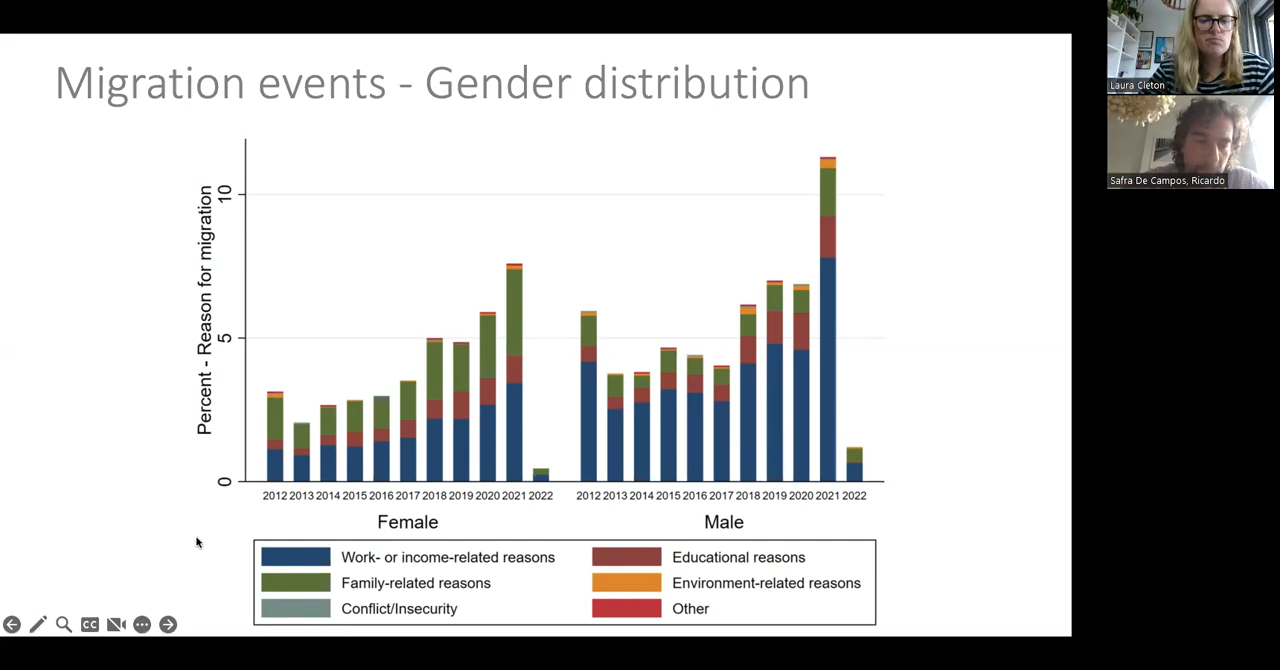 Migration events - Gender distribution
Percent - Reason for migration
10
5
0
2012 2013 2014 2015 2016 2017 2018 2019 2020 2021 2022
2012 2013 2014 2015 2016 2017 2018 2019 2020 2021 2022
Female
Male
Work- or income-related reasons
Educational reasons
Family-related reasons
Environment-related reasons
Conflict/Insecurity
Other
CC
Laura Cleton
Safra De Campos, Ricardo